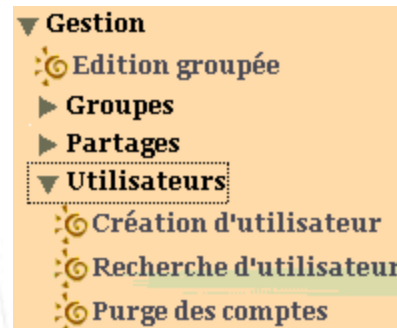 Gestion
Edition groupée
Groupes
Partages
Utilisateurs
Création d'utilisateur
Recherche d'utilisateur
Purge des comptes